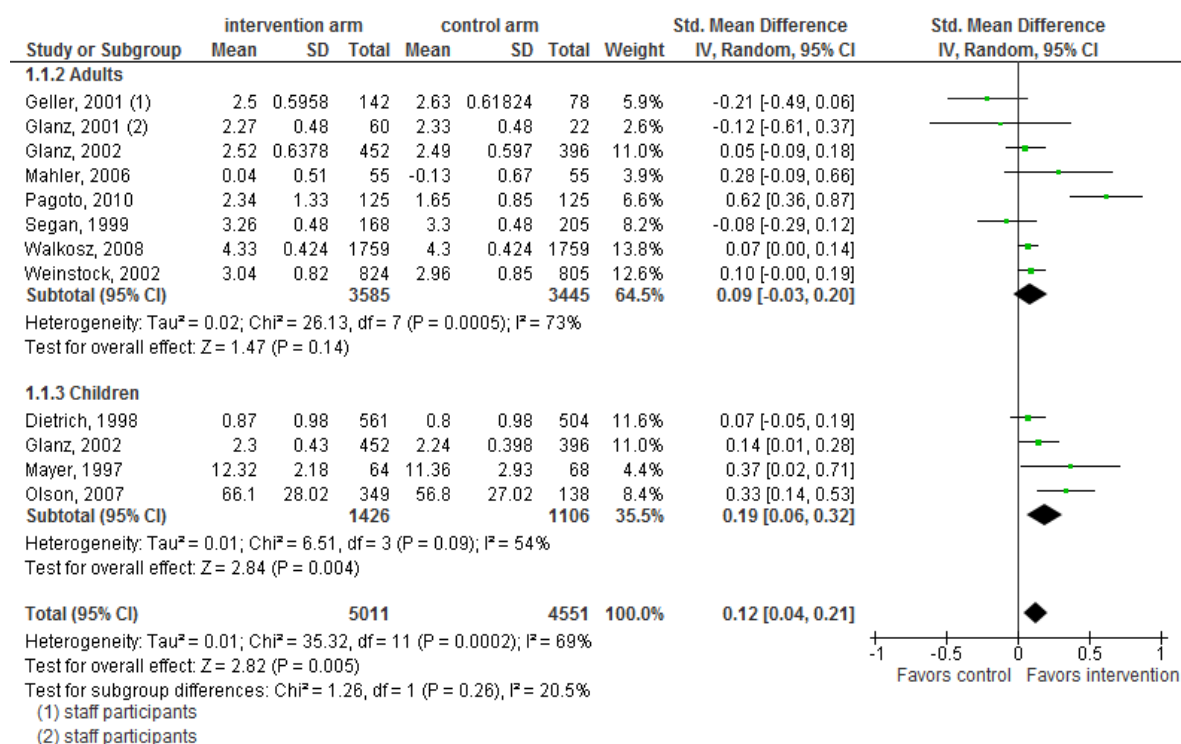 intervention arm control arm Std. Mean Difference Std. Mean Difference
Study or Subgroup Mean SD Total Mean SD Total Weight IV, Random, 95% CI IV, Random, 95% CI
1.1.2 Adults
Geller, 2001 (1) 2.5 0.5958 142 2.63 0.61824 78 5.9% -0.21 [-0.49, 0.06]
Glanz, 2001 (2) 2.27 0.48 60 2.33 0.48 22 2.6% -0.12 [-0.61, 0.37]
Glanz, 2002 2.52 0.6378 452 2.49 0.597 396 11.0% 0.05 [-0.09, 0.18]
Mahler, 2006 0.04 0.51 55 -0.13 0.67 55 3.9% 0.28 [-0.09, 0.66]
Pagoto, 2010 2.34 1.33 125 1.65 0.85 125 6.6% 0.62 [0.36, 0.87]
Segan, 1999 3.26 0.48 168 3.3 0.48 205 8.2% -0.08 [-0.29, 0.12]
Walkosz, 2008 4.33 0.424 1759 4.3 0.424 1759 13.8% 0.07 [0.00, 0.14]
Weinstock, 2002 3.04 0.82 824 2.96 0.85 805 12.6% 0.10 [-0.00, 0.19]
Subtotal (95% CI) 3585 3445 64.5% 0.09 [-0.03, 0.20]
Heterogeneity: Tau² = 0.02; Chi² = 26.13, df = 7 (P = 0.0005); I² = 73%
Test for overall effect: Z = 1.47 (P = 0.14)
1.1.3 Children
Dietrich, 1998 0.87 0.98 561 0.8 0.98 504 11.6% 0.07 [-0.05, 0.19]
Glanz, 2002 2.3 0.43 452 2.24 0.398 396 11.0% 0.14 [0.01, 0.28]
Mayer, 1997 12.32 2.18 64 11.36 2.93 68 4.4% 0.37 [0.02, 0.71]
Olson, 2007 66.1 28.02 349 56.8 27.02 138 8.4% 0.33 [0.14, 0.53]
Subtotal (95% CI) 1426 1106 35.5% 0.19 [0.06, 0.32]
Heterogeneity: Tau² = 0.01; Chi² = 6.51, df = 3 (P = 0.09); I² = 54%
Test for overall effect: Z = 2.84 (P = 0.004)
Total (95% CI) 5011 4551 100.0% 0.12 [0.04, 0.21]
Heterogeneity: Tau² = 0.01; Chi² = 35.32, df = 11 (P = 0.0002); I² = 69%
Test for overall effect: Z = 2.82 (P = 0.005)
Test for subgroup differences: Chi² = 1.26, df = 1 (P = 0.26), I² = 20.5%
(1) staff participants
(2) staff participants
-1 -0.5 0 0.5 1
Favors control Favors intervention